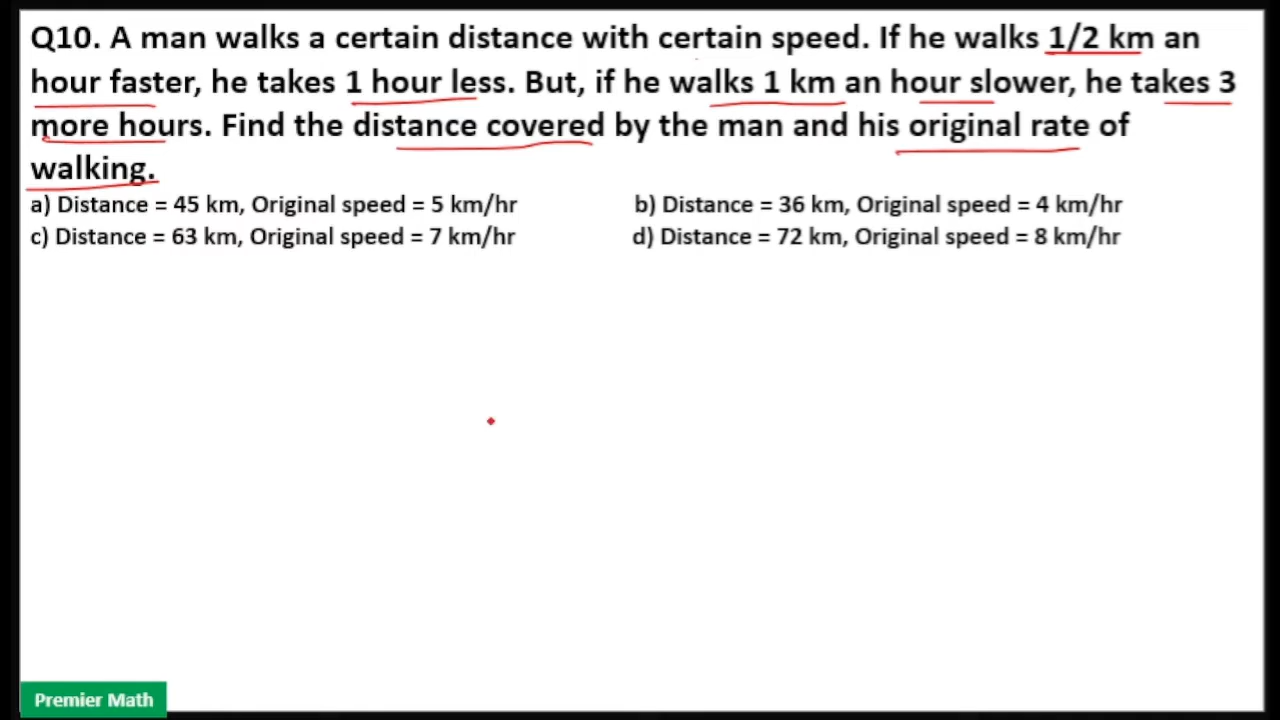 Q10. A man walks a certain distance with certain speed. If he walks 1/2 km an
hour faster, he takes 1 hour less. But, if he walks 1 km an hour slower, he takes 3
more hours. Find the distance covered by the man and his original rate of
walking.
a) Distance = 45 km, Original speed = 5 km/hr
b) Distance = 36 km, Original speed = 4 km/hr
c) Distance = 63 km, Original speed = 7 km/hr
d) Distance = 72 km, Original speed = 8 km/hr
Premier Math